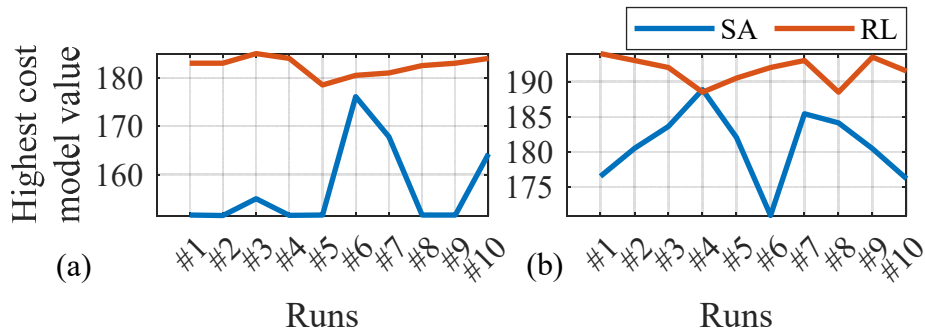 SA RL
Highest cost
model value
180
170
160
#1 #2 #3 #4 #5 #6 #7 #8 #9 #10
(a)
Runs
190
185
180
175
#1 #2 #3 #4 #5 #6 #7 #8 #9 #10
(b)
Runs